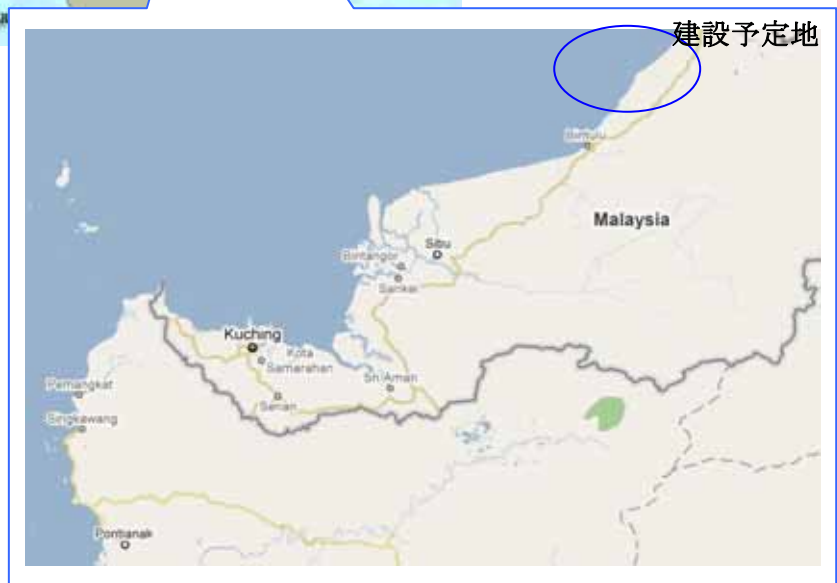 建設予定地
Bintulu
Malaysia
Sibu
Bintangor
Sarikei
Kuching
Kota
Samarahan
Sri Aman
Serian
Pemangkat
Singkawang
Pontianak